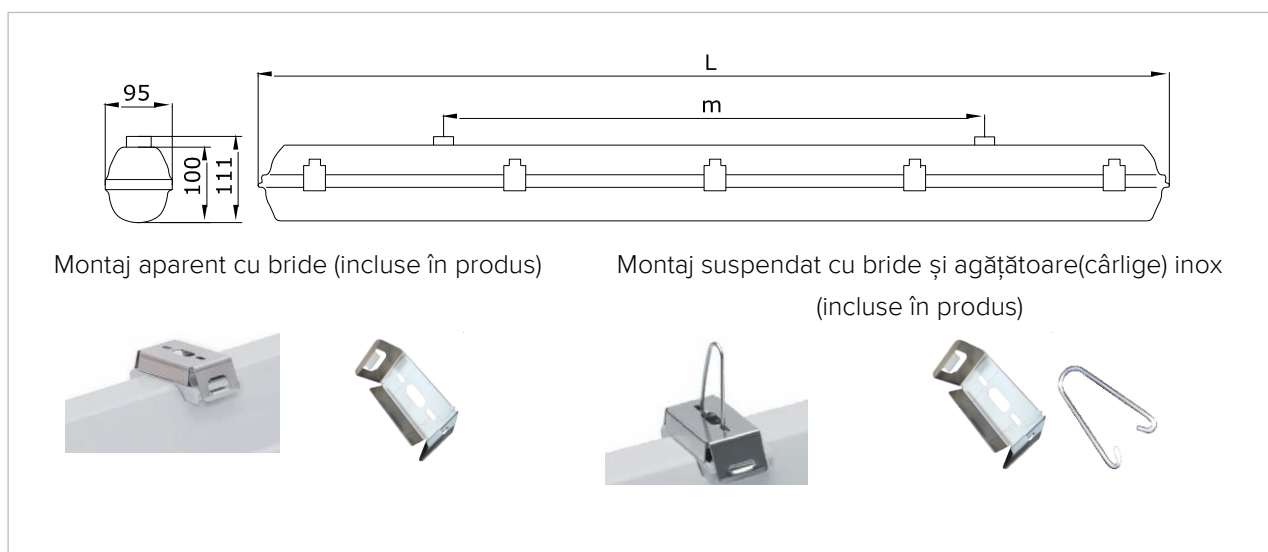 L
95
m
100
111
Montaj aparent cu bride (incluse în produs)
Montaj suspendat cu bride și agățătoare(cârlige) inox
(incluse în produs)